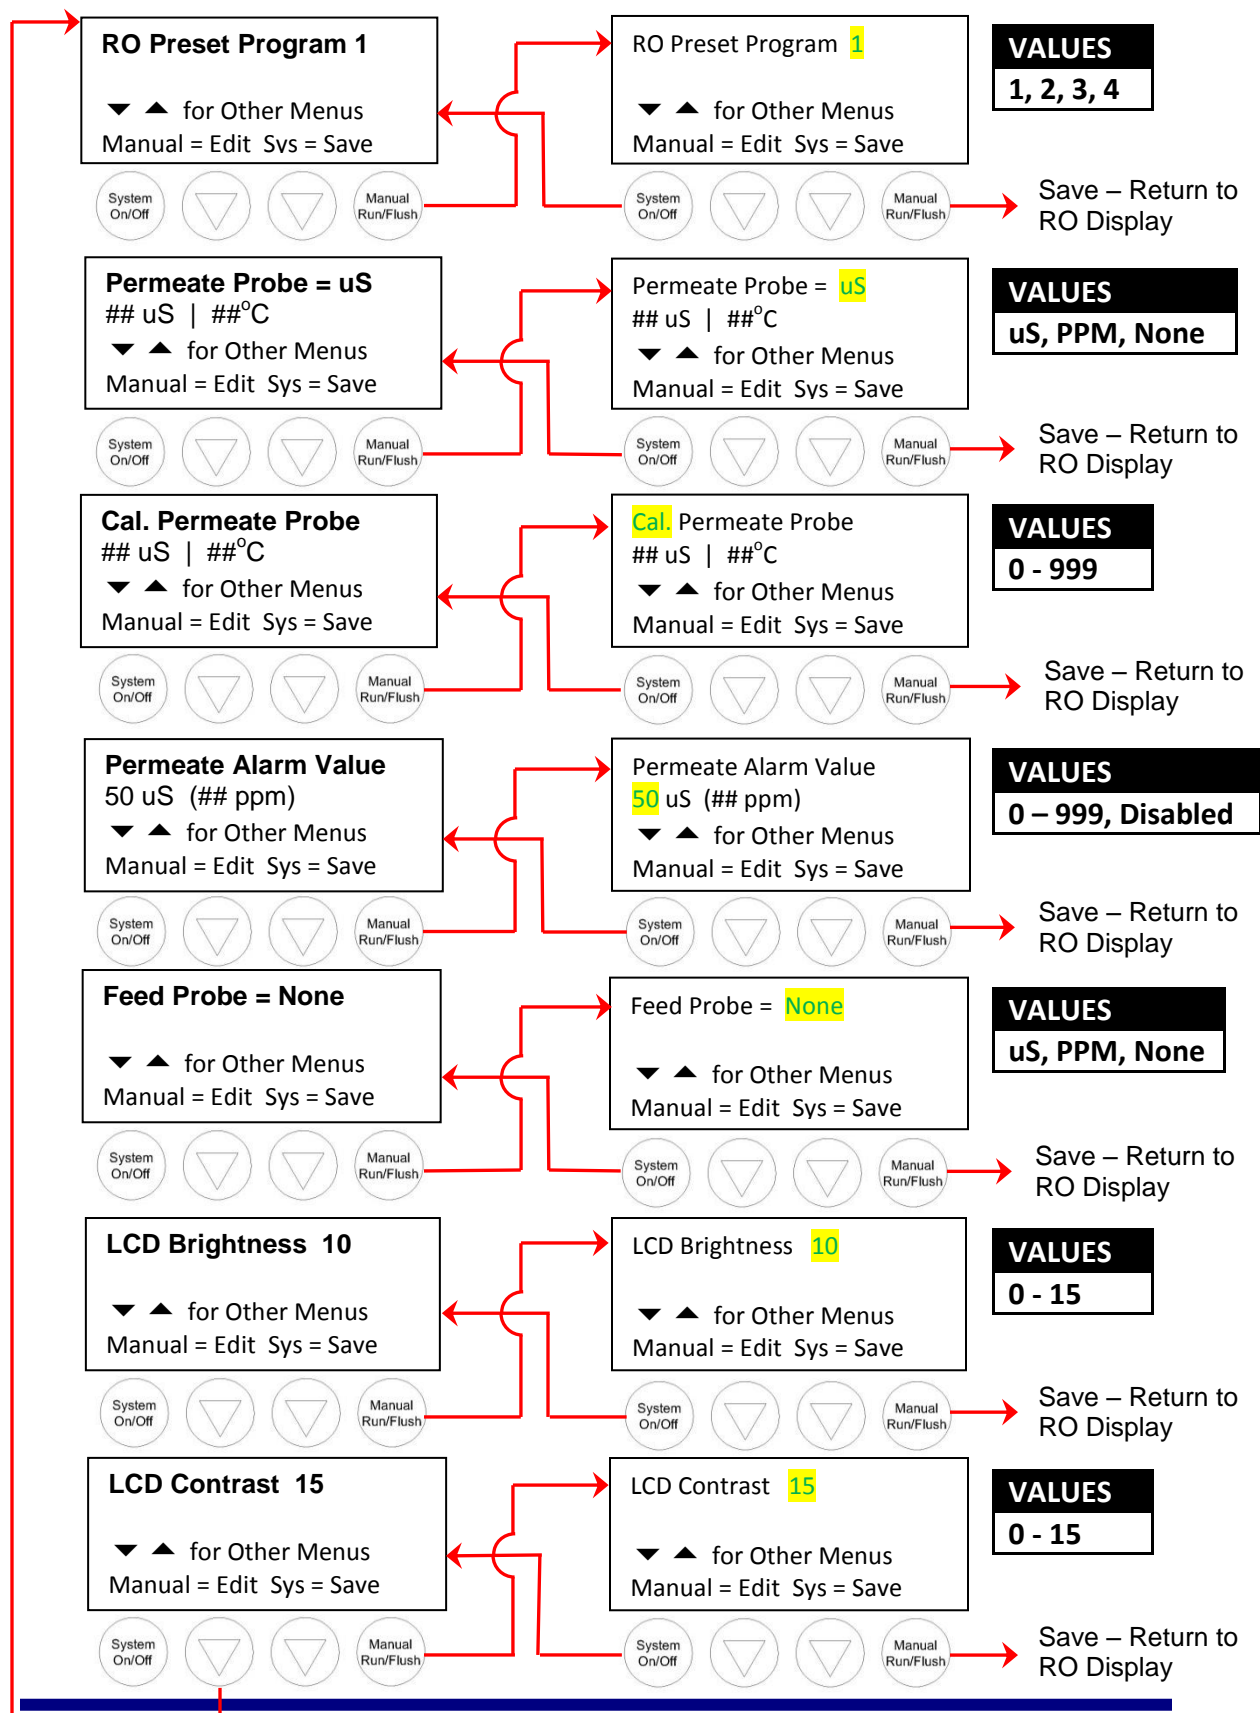 RO Preset Program 1
▼ ▲ for Other Menus
Manual = Edit Sys = Save
RO Preset Program 1
▼ ▲ for Other Menus
Manual = Edit Sys = Save
VALUES
1, 2, 3, 4
System
On/Off
Manual
Run/Flush
System
On/Off
Manual
Run/Flush
Save – Return to
RO Display
Permeate Probe = uS
## uS | ##°C
▼ ▲ for Other Menus
Manual = Edit Sys = Save
Permeate Probe = uS
## uS | ##°C
▼ ▲ for Other Menus
Manual = Edit Sys = Save
VALUES
uS, PPM, None
System
On/Off
Manual
Run/Flush
System
On/Off
Manual
Run/Flush
Save – Return to
RO Display
Cal. Permeate Probe
## uS | ##°C
▼ ▲ for Other Menus
Manual = Edit Sys = Save
Cal. Permeate Probe
## uS | ##°C
▼ ▲ for Other Menus
Manual = Edit Sys = Save
VALUES
0 - 999
System
On/Off
Manual
Run/Flush
System
On/Off
Manual
Run/Flush
Save – Return to
RO Display
Permeate Alarm Value
50 uS (## ppm)
▼ ▲ for Other Menus
Manual = Edit Sys = Save
Permeate Alarm Value
50 uS (## ppm)
▼ ▲ for Other Menus
Manual = Edit Sys = Save
VALUES
0 – 999, Disabled
System
On/Off
Manual
Run/Flush
System
On/Off
Manual
Run/Flush
Save – Return to
RO Display
Feed Probe = None
▼ ▲ for Other Menus
Manual = Edit Sys = Save
Feed Probe = None
▼ ▲ for Other Menus
Manual = Edit Sys = Save
VALUES
uS, PPM, None
System
On/Off
Manual
Run/Flush
System
On/Off
Manual
Run/Flush
Save – Return to
RO Display
LCD Brightness 10
▼ ▲ for Other Menus
Manual = Edit Sys = Save
LCD Brightness 10
▼ ▲ for Other Menus
Manual = Edit Sys = Save
VALUES
0 - 15
System
On/Off
Manual
Run/Flush
System
On/Off
Manual
Run/Flush
Save – Return to
RO Display
LCD Contrast 15
▼ ▲ for Other Menus
Manual = Edit Sys = Save
LCD Contrast 15
▼ ▲ for Other Menus
Manual = Edit Sys = Save
VALUES
0 - 15
System
On/Off
Manual
Run/Flush
System
On/Off
Manual
Run/Flush
Save – Return to
RO Display